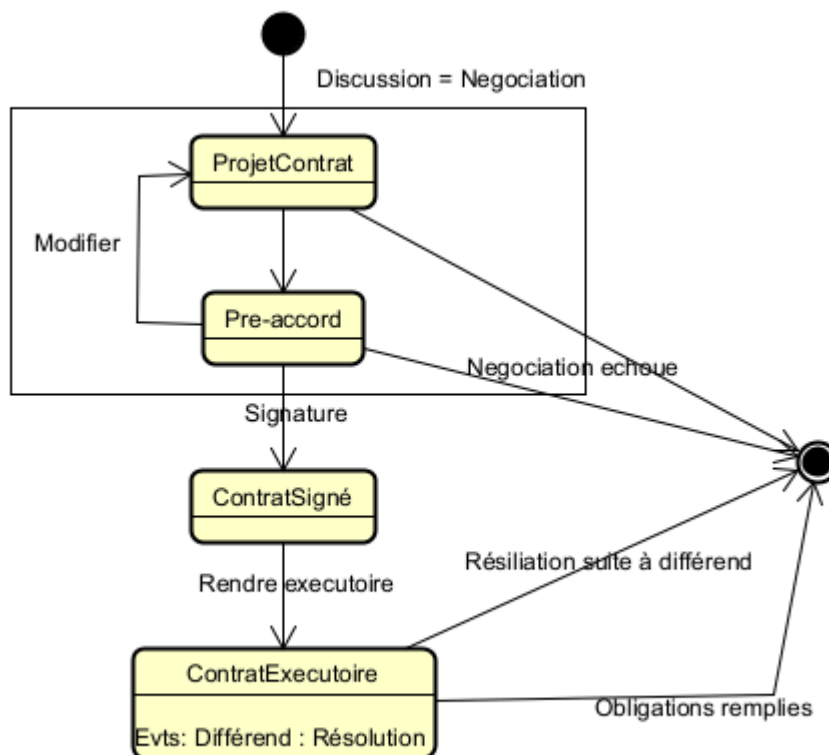 Discussion = Negociation
ProjetContrat
Modifier
Pre-accord
Negociation echoue
Signature
ContratSigné
Résiliation suite à différend
Rendre executoire
ContratExecutoire
Obligations remplies
Evts: Différend : Résolution